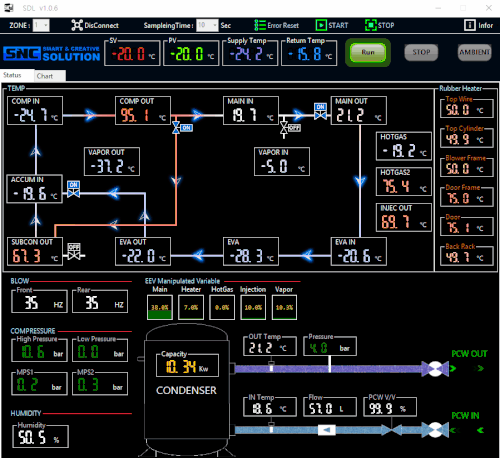 SDL v1.0.6
ZONE: 1 DisConnect SamplelingTime: 10 Sec Error Reset START STOP Infor
SNC SMART & CREATIVE SOLUTION
SV -20.0 °C PV -20.0 °C Supply Temp -24.2 °C Return Temp -15.8 °C Run STOP AMBIENT
Status Chart
TEMP Rubber Heater
COMP IN -24.7 °C COMP OUT 95.1 °C MAIN IN 19.7 °C ON MAIN OUT 21.2 °C Top Wire 50.0 °C
ON OFF
Top Cylinder 49.9 °C
HOTGAS -19.2 °C
VAPOR OUT -37.2 °C VAPOR IN -5.0 °C
Blower Frame 50.0 °C
HOTGAS2 75.4 °C
ACCUM IN -19.6 °C ON
Door Frame 75.0 °C
INJEC OUT 69.7 °C
Door 75.1 °C
SUBCON OUT 67.3 °C OFF EVA OUT -22.0 °C EVA -28.3 °C EVA IN -20.6 °C
Back Rack 49.7 °C
BLOW EEV Manipulated Variable
Front 35 HZ Rear 35 HZ
Main Heater HotGas Injection Vapor
38.0% 7.0% 0.0% 10.0% 10.3%
COMPRESSURE
High Pressure 10.6 bar Low Pressure 0.0 bar
MPS1 0.2 bar MPS2 0.3 bar
Capacity 10.34 Kw
CONDENSER
OUT Temp 21.2 °C Pressure 4.0 bar
PCW OUT
IN Temp 18.6 °C Flow 57.0 L PCW V/V 99.9 %
PCW IN
HUMIDITY
Humidity 50.5 %